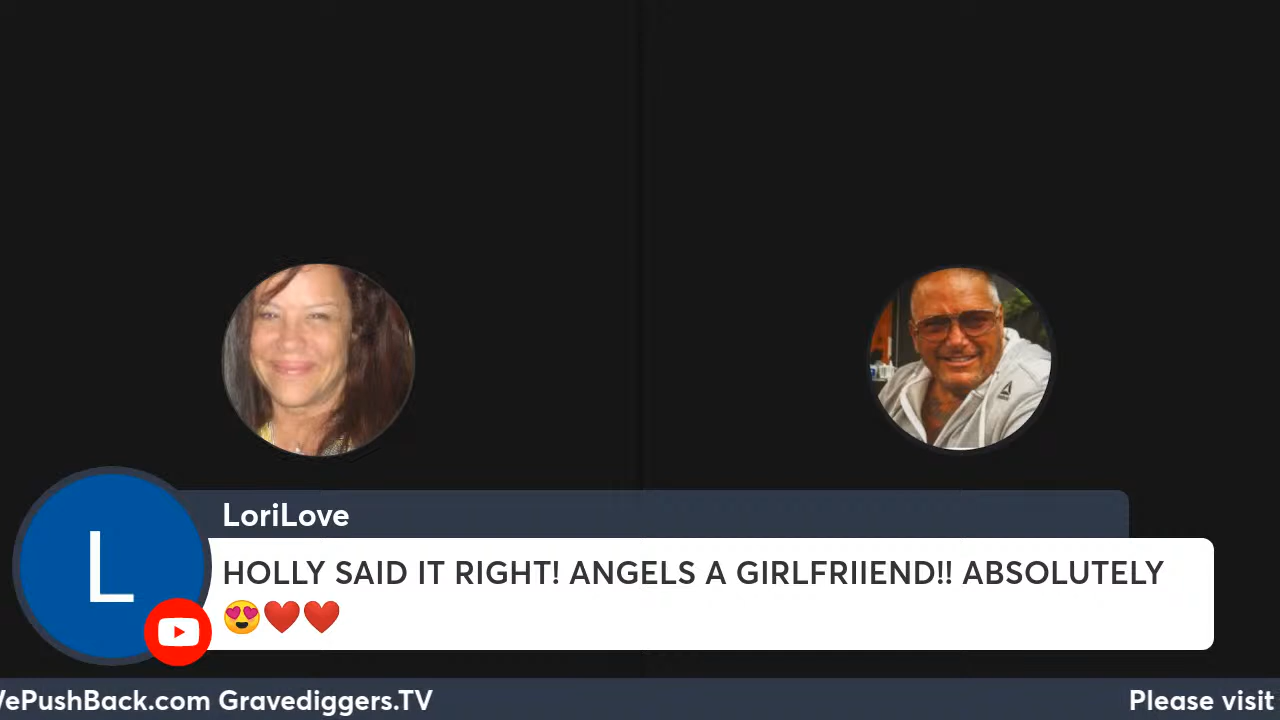 LoriLove
L
HOLLY SAID IT RIGHT! ANGELS A GIRLFRIIEND!! ABSOLUTELY
😍❤️❤️
ePushBack.com Gravediggers.TV
Please visit